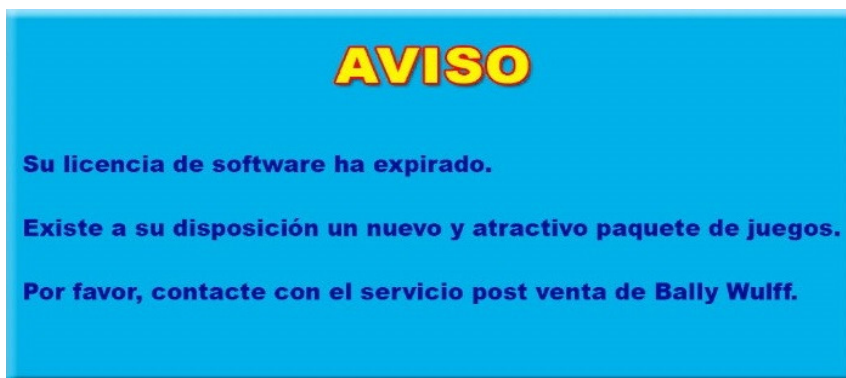 AVISO
Su licencia de software ha expirado.
Existe a su disposición un nuevo y atractivo paquete de juegos.
Por favor, contacte con el servicio post venta de Bally Wulff.